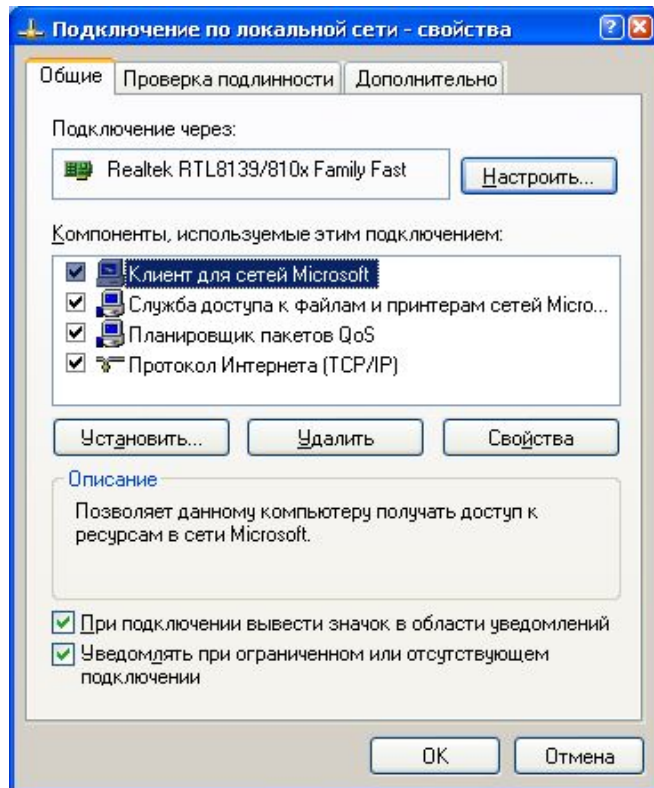 Подключение по локальной сети - свойства
Общие Проверка подлинности Дополнительно
Подключение через:
Realtek RTL8139/810x Family Fast
Настроить...
Компоненты, используемые этим подключением:
Клиент для сетей Microsoft
Служба доступа к файлам и принтерам сетей Micro...
Планировщик пакетов QoS
Протокол Интернета (TCP/IP)
Установить... Удалить Свойства
Описание
Позволяет данному компьютеру получать доступ к
ресурсам в сети Microsoft.
При подключении вывести значок в области уведомлений
Уведомлять при ограниченном или отсутствующем
подключении
OK Отмена